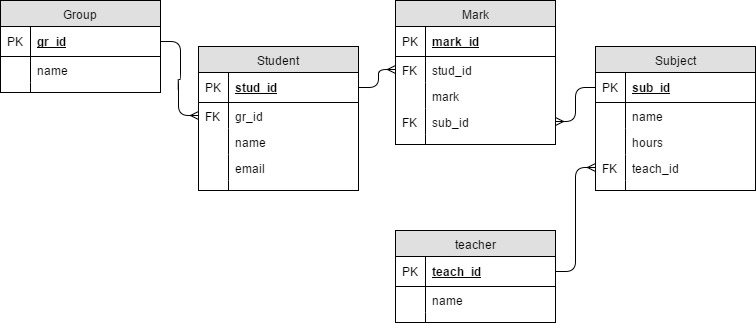 Group
PK gr_id
name
Student
PK stud_id
FK gr_id
name
email
Mark
PK mark_id
FK stud_id
mark
FK sub_id
Subject
PK sub_id
name
hours
FK teach_id
teacher
PK teach_id
name